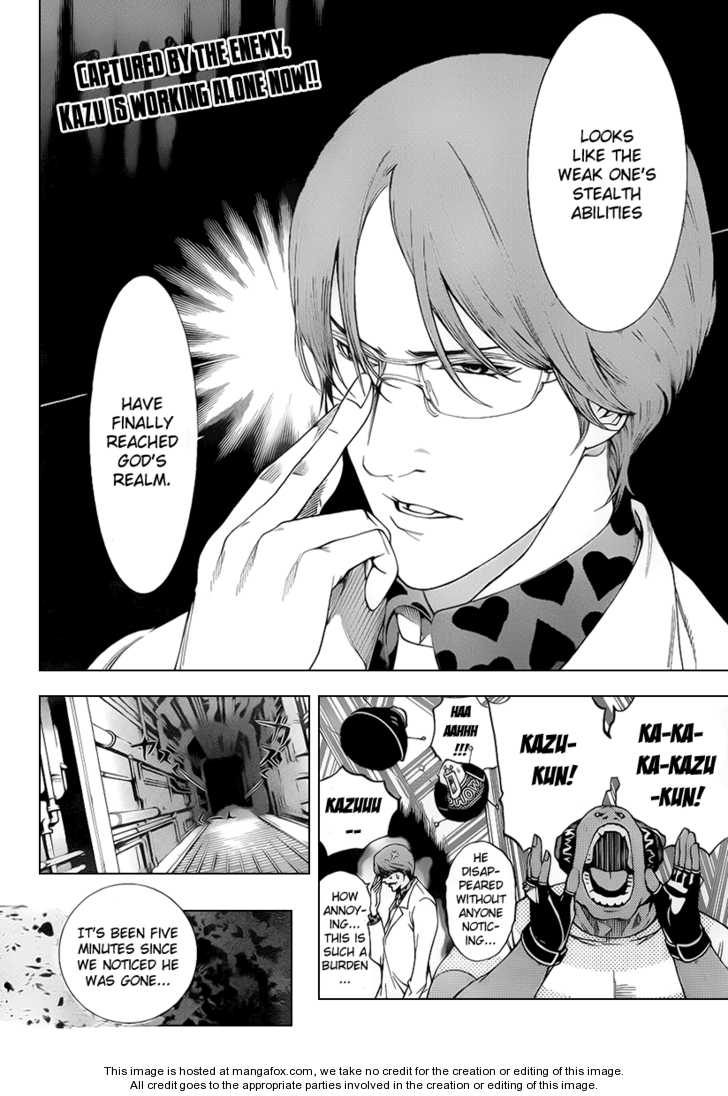 CAPTURED BY THE ENEMY,
KAZU IS WORKING ALONE NOW!!
LOOKS
LIKE THE
WEAK ONE'S
STEALTH
ABILITIES
HAVE
FINALLY
REACHED
GOD'S
REALM.
KA-KA-
KA-KAZU
-KUN!
KAZU-
KUN!
HAA
AAHHH
!!!
KAZUUU
--
HE
DISAP-
PEARED
WITHOUT
ANYONE
NOTIC-
ING...
HOW
ANNOY-
ING...
THIS IS
SUCH A
BURDEN
...
IT'S BEEN FIVE
MINUTES SINCE
WE NOTICED HE
WAS GONE...
This image is hosted at mangafox.com, we take no credit for the creation or editing of this image.
All credit goes to the appropriate parties involved in the creation or editing of this image.